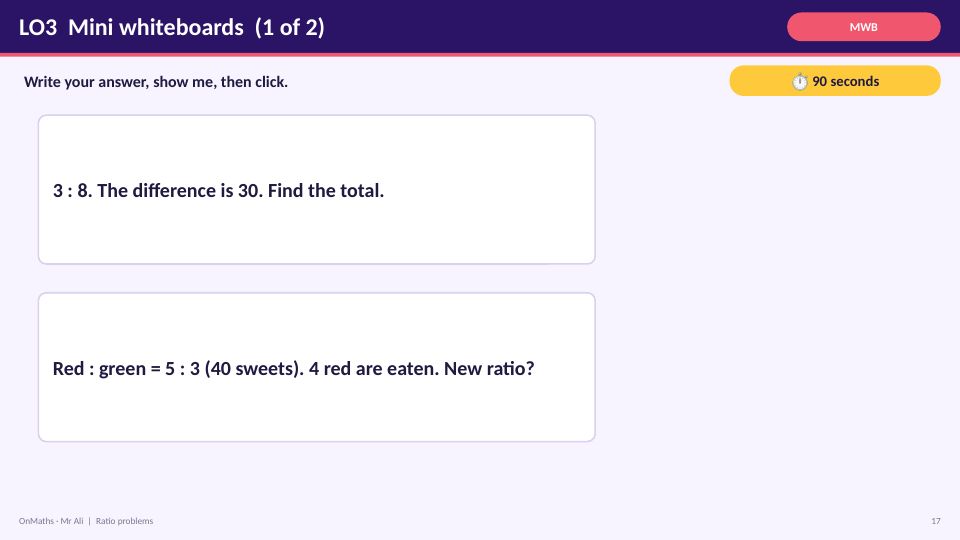 LO3  Mini whiteboards  (1 of 2)
MWB
Write your answer, show me, then click.
⏱ 90 seconds
3 : 8. The difference is 30. Find the total.
Red : green = 5 : 3 (40 sweets). 4 red are eaten. New ratio?
OnMaths - Mr Ali  |  Ratio problems
17